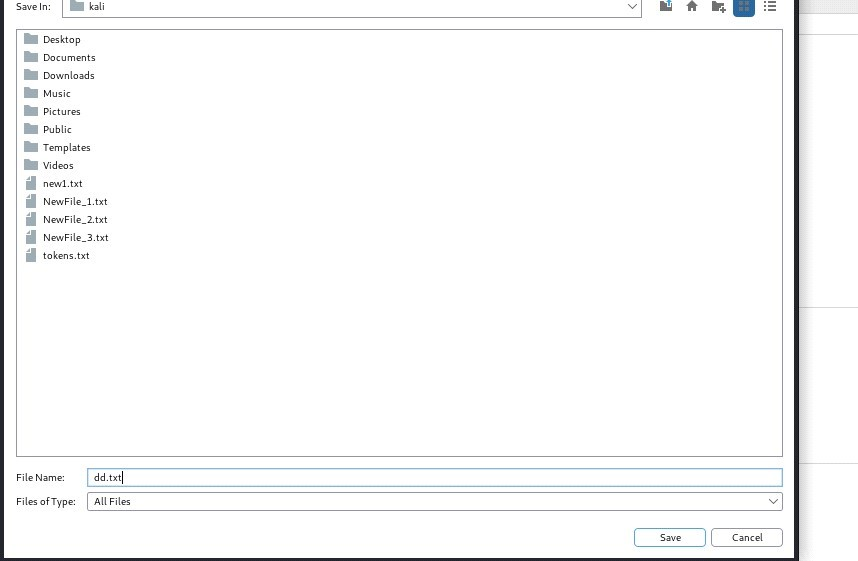 Save In: kali
Desktop
Documents
Downloads
Music
Pictures
Public
Templates
Videos
new1.txt
NewFile_1.txt
NewFile_2.txt
NewFile_3.txt
tokens.txt
File Name: dd.txt
Files of Type: All Files
Save Cancel